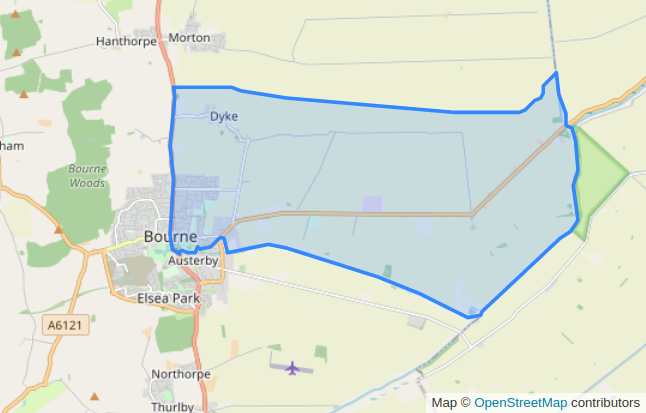 Hanthorpe
Morton
Dyke
ham
Bourne
Woods
Bourne
Austerby
Elsea Park
A6121
Northorpe
Thurlby
Map © OpenStreetMap contributors